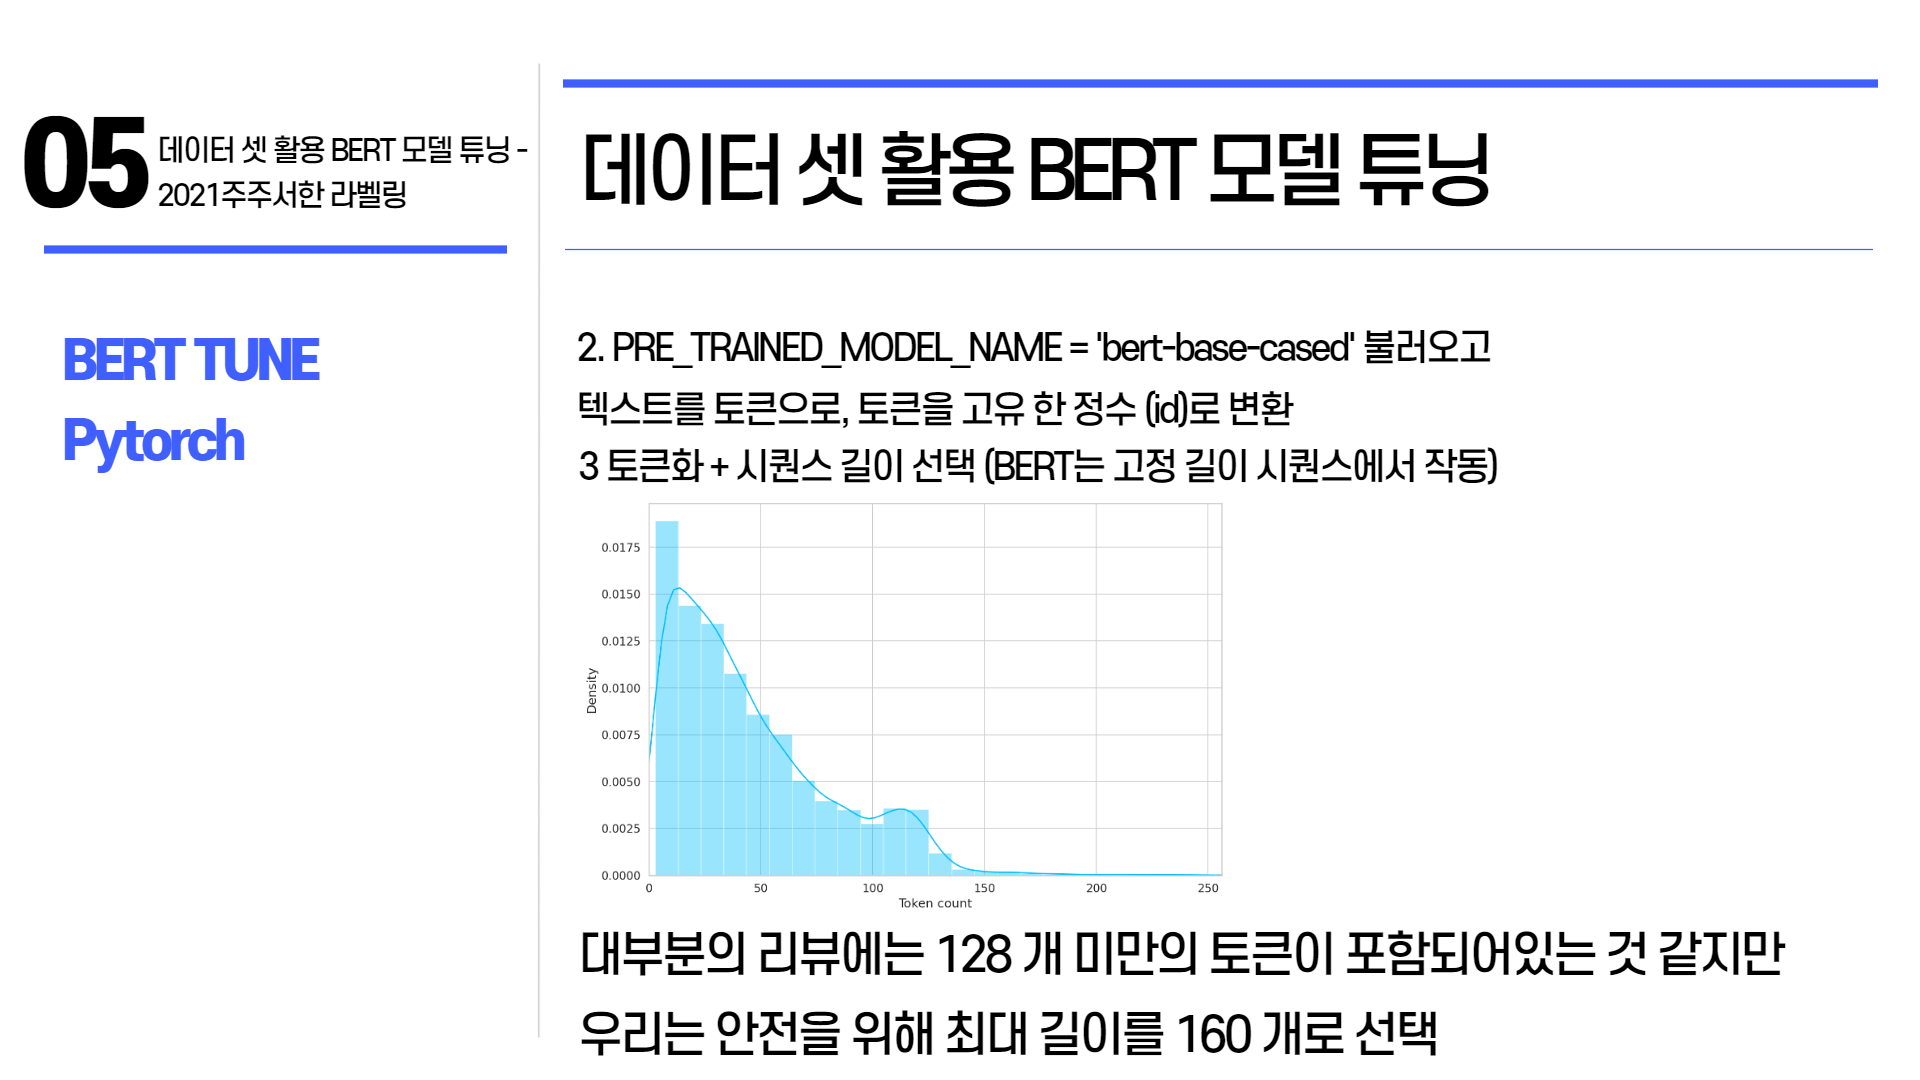 05
데이터 셋 활용 BERT 모델 튜닝 -
2021주주서한 라벨링
BERT TUNE
Pytorch
데이터 셋 활용 BERT 모델 튜닝
2. PRE_TRAINED_MODEL_NAME = 'bert-base-cased' 불러오고
텍스트를 토큰으로, 토큰을 고유 한 정수 (id)로 변환
3 토큰화 + 시퀀스 길이 선택 (BERT는 고정 길이 시퀀스에서 작동)
0.0175
0.0150
0.0125
0.0100
0.0075
0.0050
0.0025
0.0000
Density
0 50 100 150 200 250
Token count
대부분의 리뷰에는 128 개 미만의 토큰이 포함되어있는 것 같지만
우리는 안전을 위해 최대 길이를 160 개로 선택